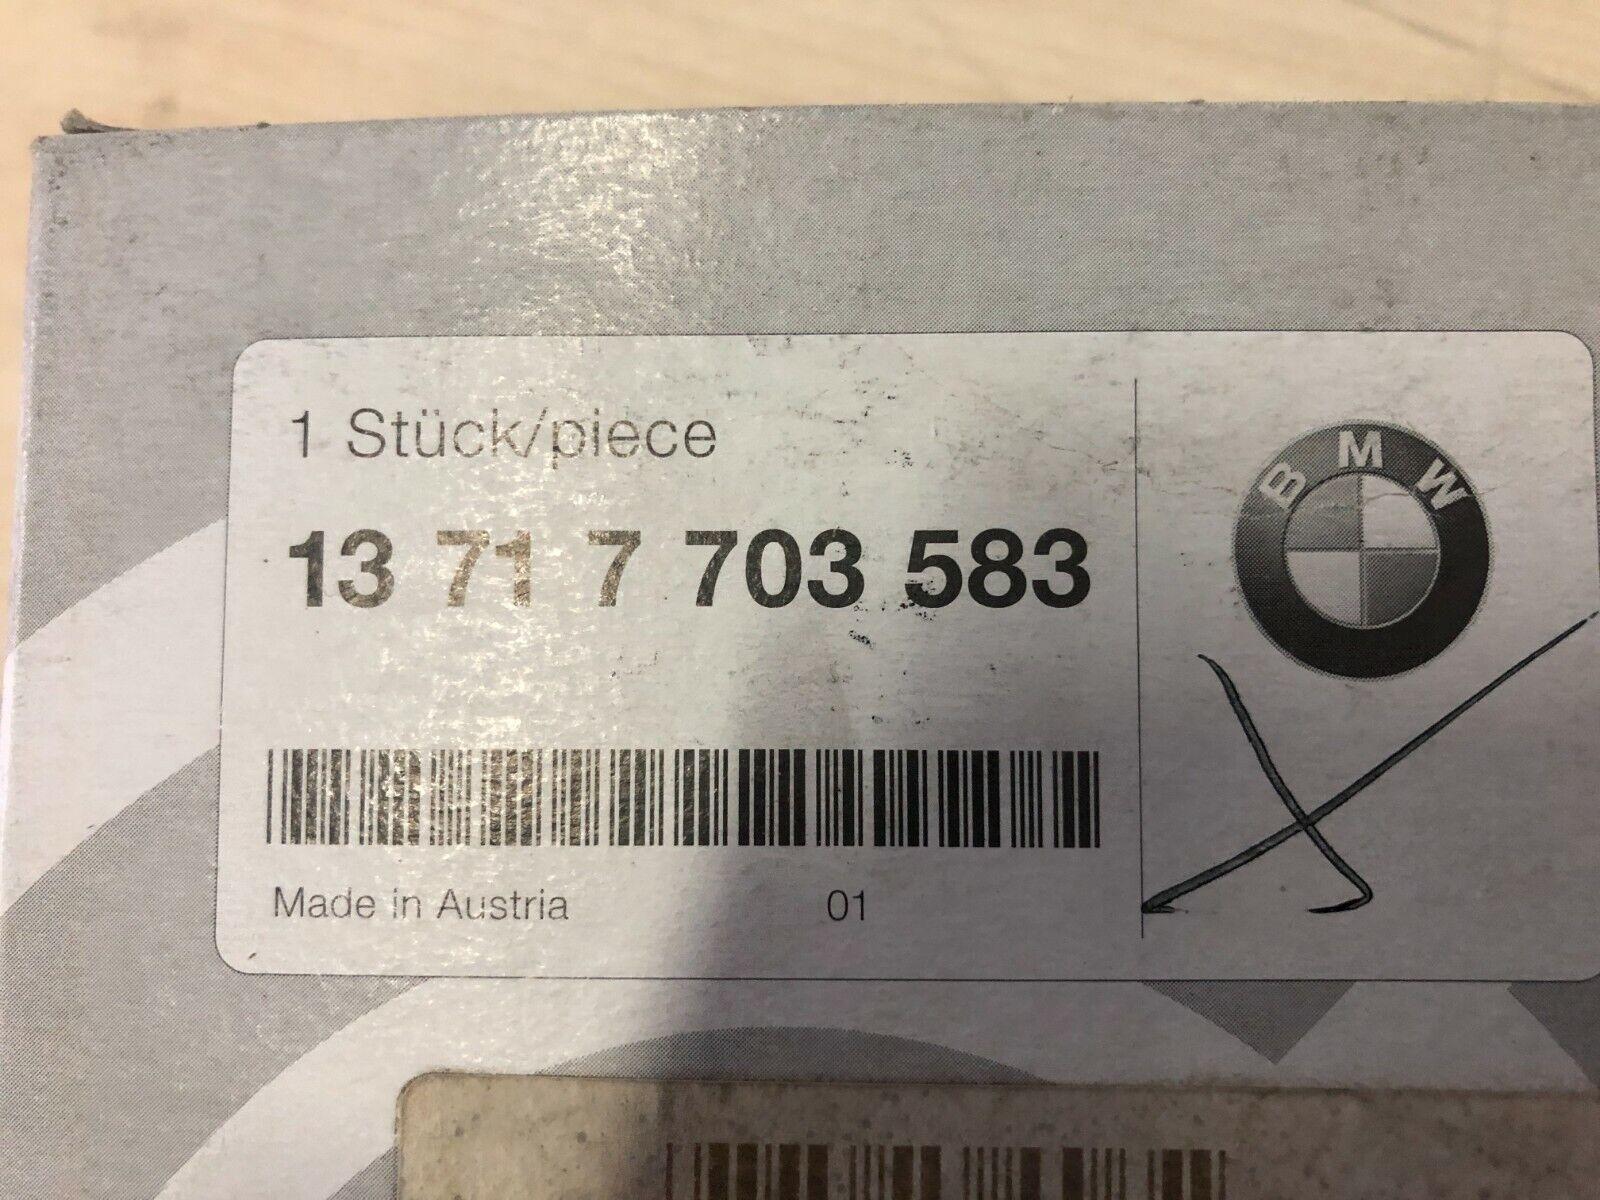 1 Stück/piece
13 71 7 703 583
BMW
Made in Austria 01